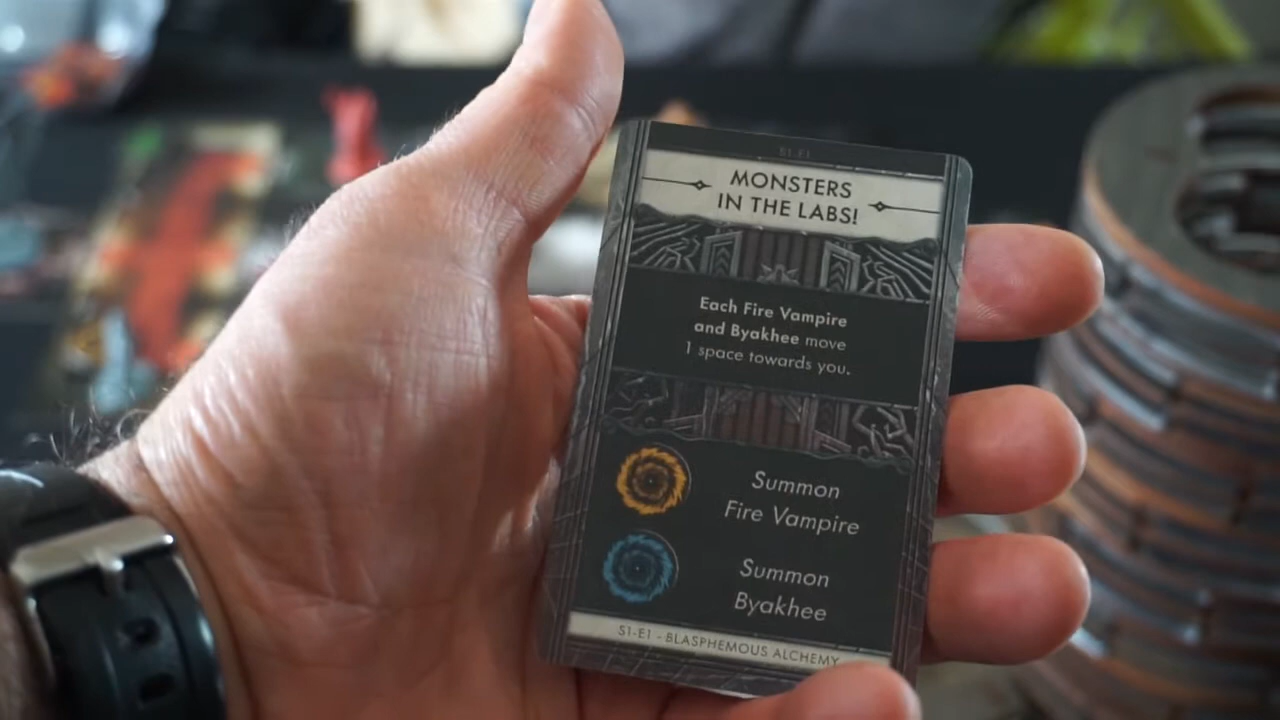 S1-E1
MONSTERS
IN THE LABS!
Each Fire Vampire
and Byakhee move
1 space towards you.
Summon
Fire Vampire
Summon
Byakhee
S1-E1 - BLASPHEMOUS ALCHEMY